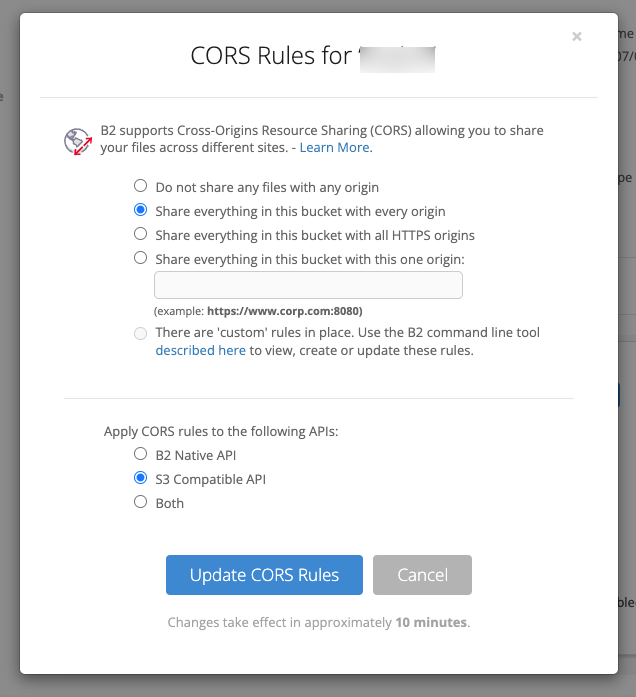 ×
CORS Rules for
B2 supports Cross-Origins Resource Sharing (CORS) allowing you to share
your files across different sites. - Learn More.
Do not share any files with any origin
Share everything in this bucket with every origin
Share everything in this bucket with all HTTPS origins
Share everything in this bucket with this one origin:
(example: https://www.corp.com:8080)
There are 'custom' rules in place. Use the B2 command line tool
described here to view, create or update these rules.
Apply CORS rules to the following APIs:
B2 Native API
S3 Compatible API
Both
Update CORS Rules
Cancel
Changes take effect in approximately 10 minutes.